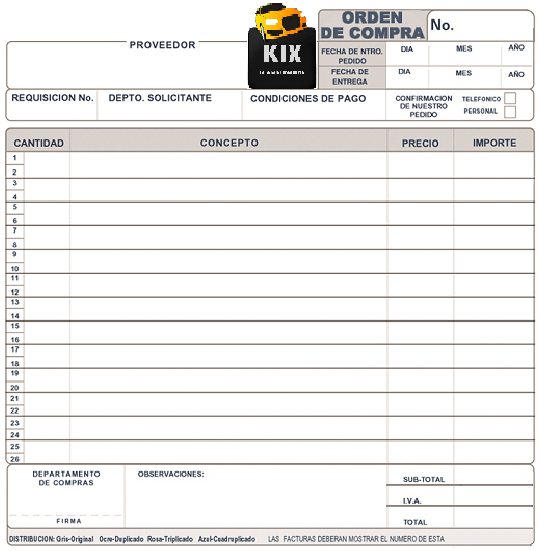 PROVEEDOR
KIX
ORDEN
DE COMPRA
No.
FECHA DE INTRO.
PEDIDO
DIA MES AÑO
FECHA DE
ENTREGA
DIA MES AÑO
REQUISICION No. DEPTO. SOLICITANTE CONDICIONES DE PAGO
CONFIRMACION
DE NUESTRO
PEDIDO
TELEFONICO
PERSONAL
CANTIDAD CONCEPTO PRECIO IMPORTE
1
2
3
4
5
6
7
8
9
10
11
12
13
14
15
16
17
18
19
20
21
22
23
24
25
26
DEPARTAMENTO
DE COMPRAS
FIRMA
OBSERVACIONES:
SUB-TOTAL
I.V.A.
TOTAL
DISTRIBUCION: Gris-Original Ocre-Duplicado Rosa-Triplicado Azul-Cuadruplicado LAS FACTURAS DEBERAN MOSTRAR EL NUMERO DE ESTA